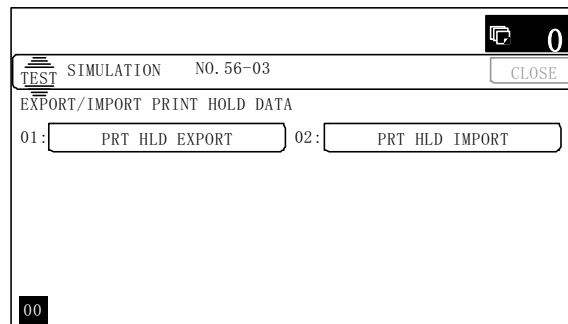 0
TEST SIMULATION NO.56-03 CLOSE
EXPORT/IMPORT PRINT HOLD DATA
01: PRT HLD EXPORT 02: PRT HLD IMPORT
00